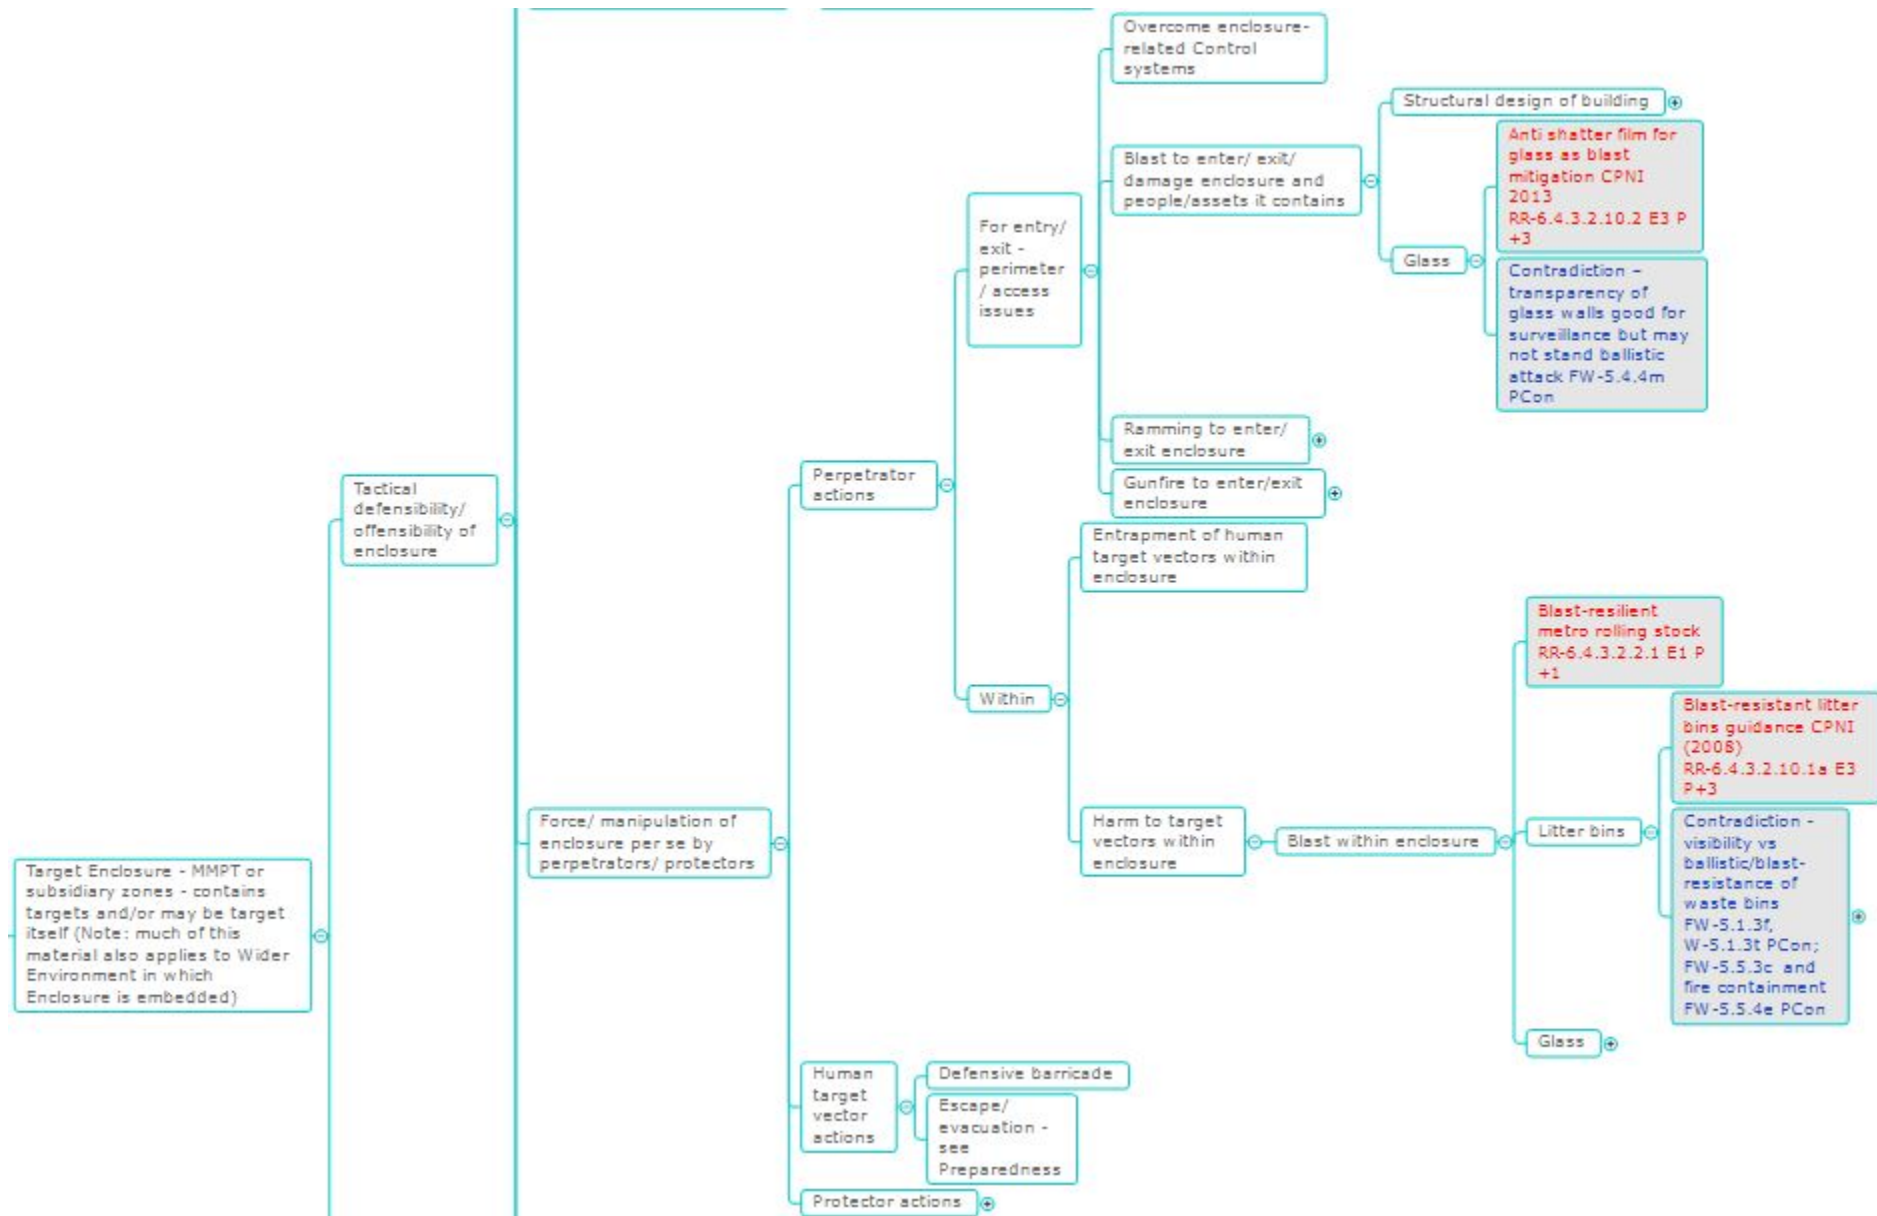 Target Enclosure - MMPT or
subsidiary zones - contains
targets and/or may be target
itself (Note: much of this
material also applies to Wider
Environment in which
Enclosure is embedded)
Tactical
defensibility/
offensibility of
enclosure
Force/ manipulation of
enclosure per se by
perpetrators/ protectors
Perpetrator
actions
For entry/
exit -
perimeter
/ access
issues
Overcome enclosure-
related Control
systems
Blast to enter/ exit/
damage enclosure and
people/assets it contains
Structural design of building
Glass
Anti shatter film for
glass as blast
mitigation CPNI
2013
RR-6.4.3.2.10.2 E3 P
+3
Contradiction –
transparency of
glass walls good for
surveillance but may
not stand ballistic
attack FW-5.4.4m
PCon
Ramming to enter/
exit enclosure
Gunfire to enter/exit
enclosure
Within
Entrapment of human
target vectors within
enclosure
Harm to target
vectors within
enclosure
Blast within enclosure
Blast-resilient
metro rolling stock
RR-6.4.3.2.2.1 E1 P
+1
Litter bins
Blast-resistant litter
bins guidance CPNI
(2008)
RR-6.4.3.2.10.1a E3
P+3
Contradiction -
visibility vs
ballistic/blast-
resistance of
waste bins
FW-5.1.3f,
W-5.1.3t PCon;
FW-5.5.3c and
fire containment
FW-5.5.4e PCon
Glass
Human
target
vector
actions
Defensive barricade
Escape/
evacuation -
see
Preparedness
Protector actions